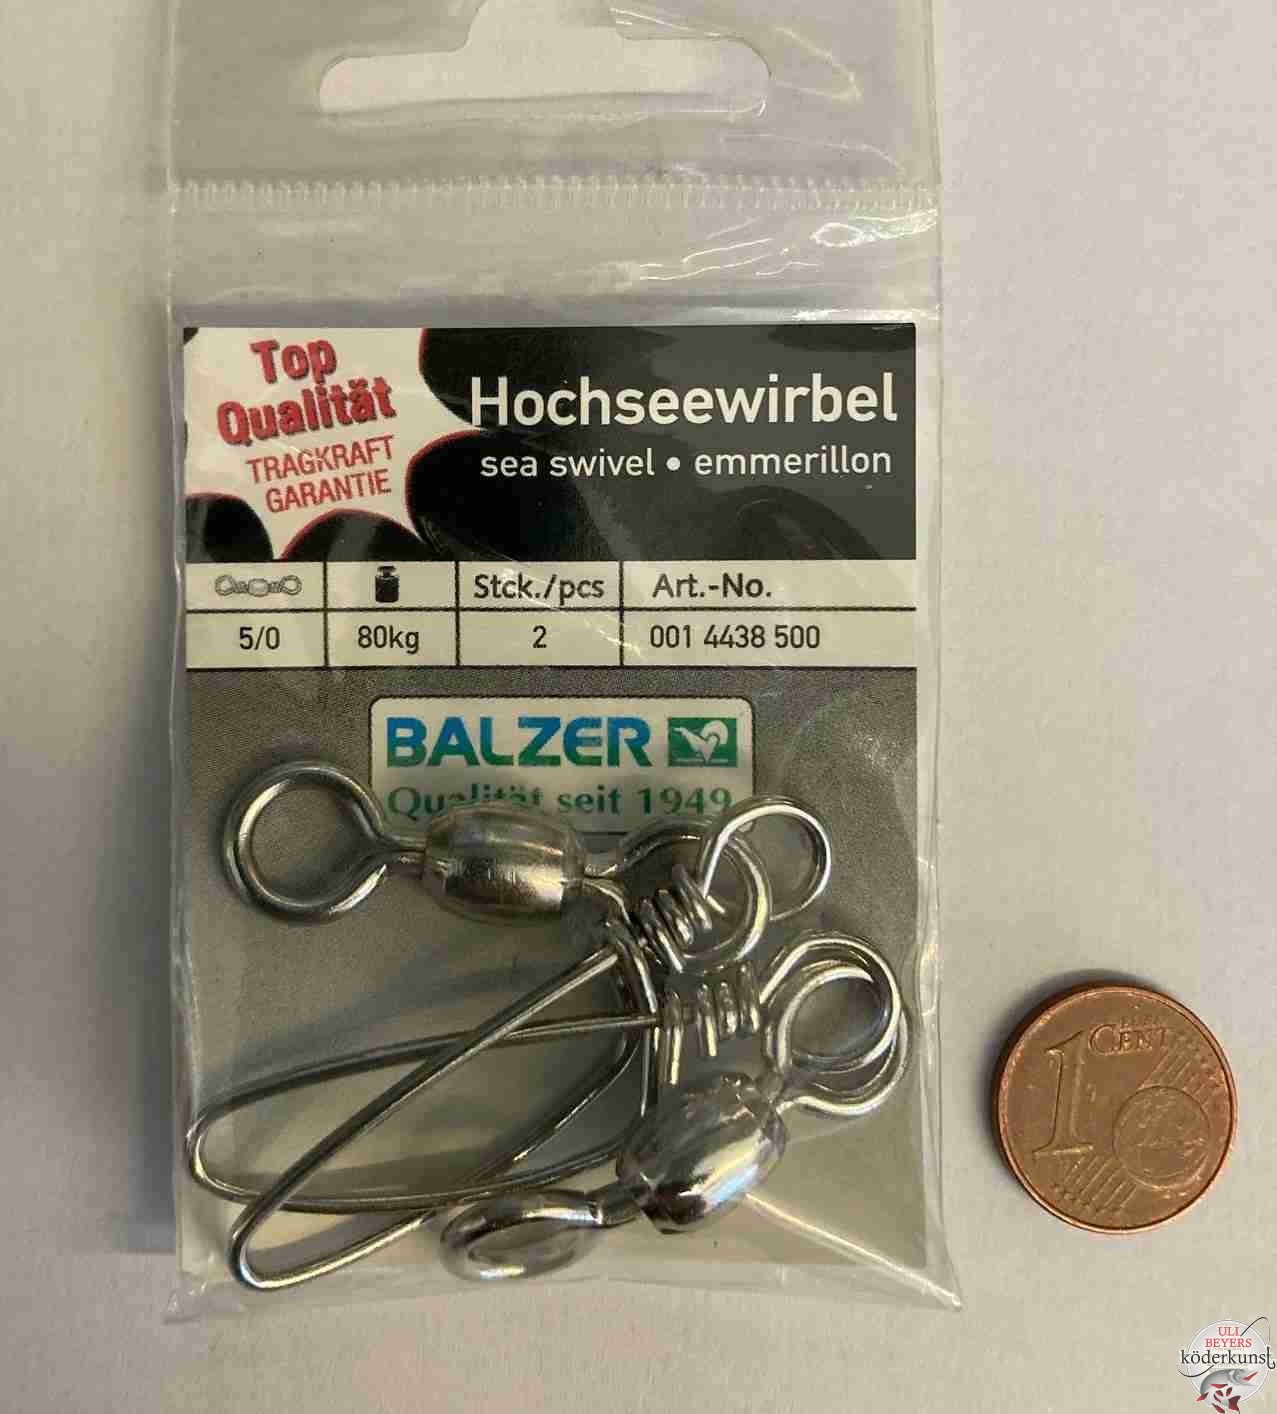 Top
Qualität
TRAGKRAFT
GARANTIE
Hochseewirbel
sea swivel • emmerillon
Stck./pcs Art.-No.
5/0 80kg 2 001 4438 500
BALZER
Qualität seit 1949
1 CENT
ULI
BEYERS
köderkunst